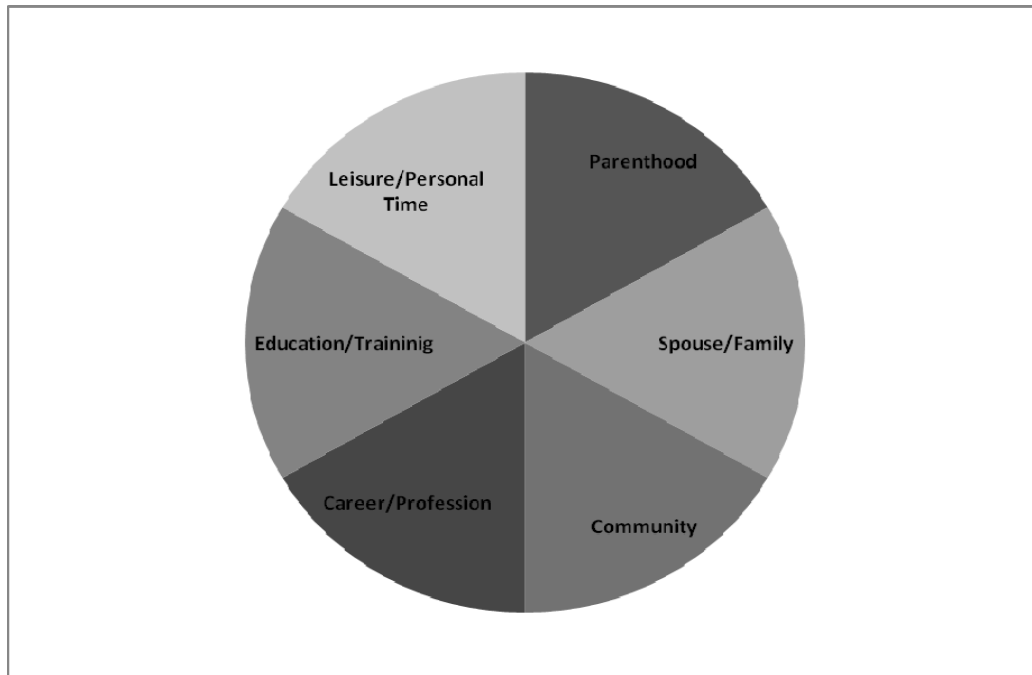 Parenthood
Leisure/Personal
Time
Education/Traininig
Spouse/Family
Career/Profession
Community